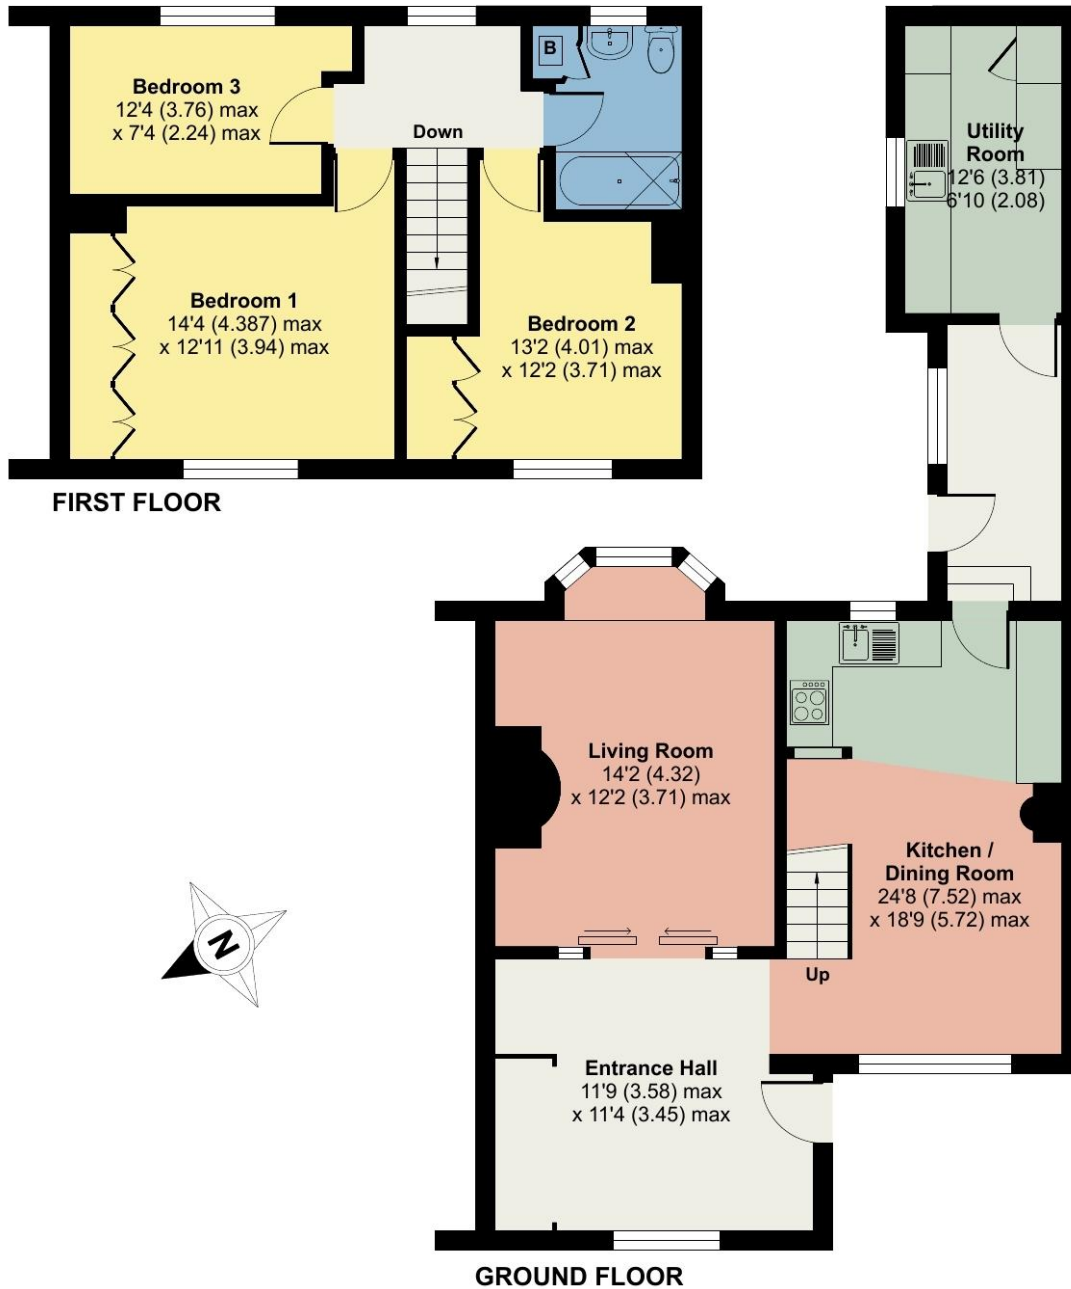 Bedroom 3
12'4 (3.76) max
x 7'4 (2.24) max
B
Down
Bedroom 1
14'4 (4.387) max
x 12'11 (3.94) max
Bedroom 2
13'2 (4.01) max
x 12'2 (3.71) max
FIRST FLOOR
Utility
Room
12'6 (3.81)
6'10 (2.08)
Living Room
14'2 (4.32)
x 12'2 (3.71) max
Kitchen /
Dining Room
24'8 (7.52) max
x 18'9 (5.72) max
Up
N
Entrance Hall
11'9 (3.58) max
x 11'4 (3.45) max
GROUND FLOOR